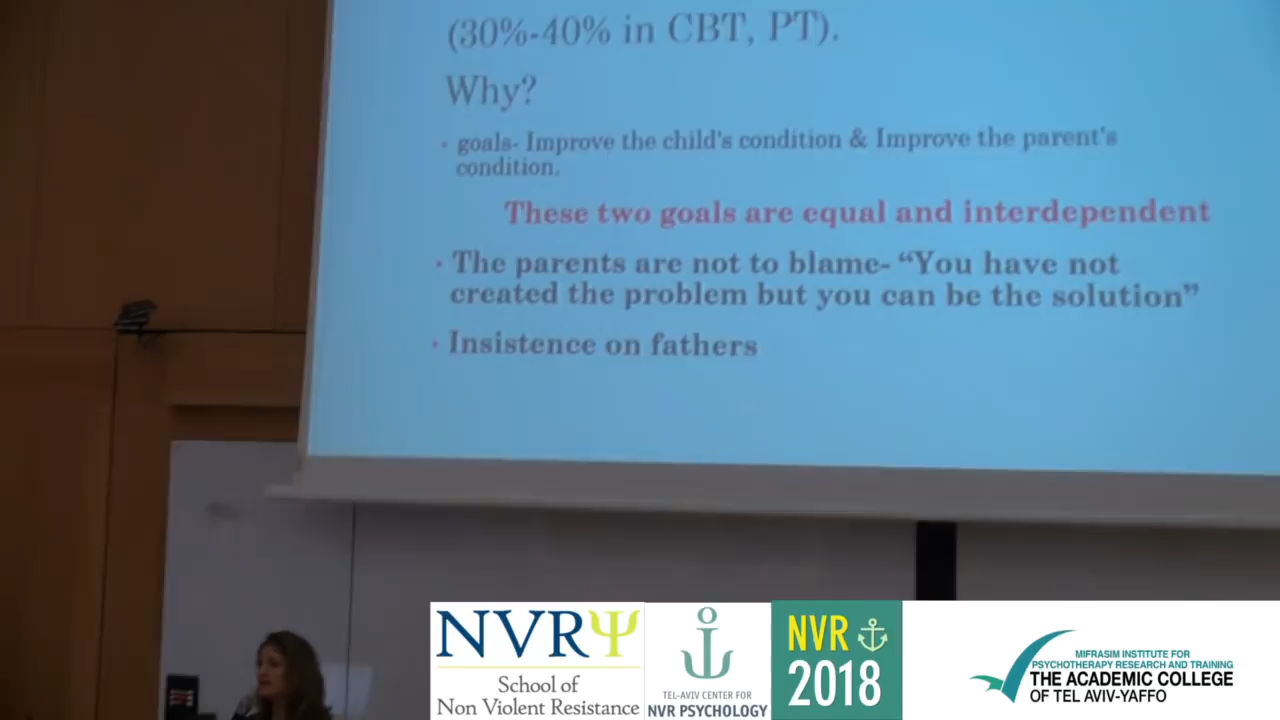 (30%-40% in CBT, PT).
Why?
• goals- Improve the child's condition & Improve the parent's
condition.
These two goals are equal and interdependent
• The parents are not to blame- “You have not
created the problem but you can be the solution”
• Insistence on fathers
NVRΨ
School of
Non Violent Resistance
TEL-AVIV CENTER FOR
NVR PSYCHOLOGY
NVR
2018
MIFRASIM INSTITUTE FOR
PSYCHOTHERAPY RESEARCH AND TRAINING
THE ACADEMIC COLLEGE
OF TEL AVIV-YAFFO